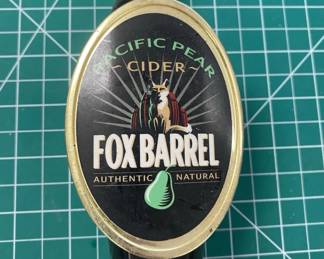 PACIFIC PEAR
~ CIDER ~
FOX BARREL
AUTHENTIC NATURAL